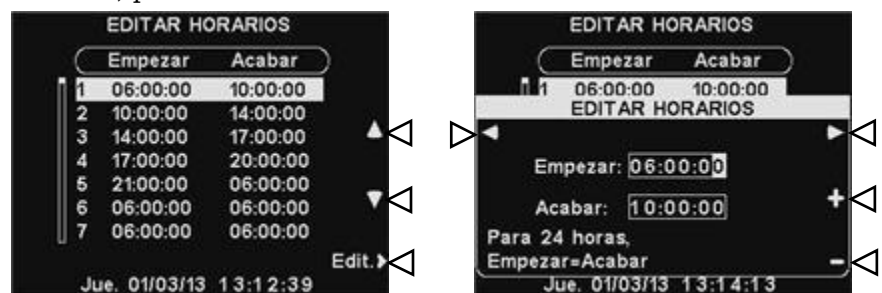 EDITAR HORARIOS
Empezar Acabar
1 06:00:00 10:00:00
2 10:00:00 14:00:00
3 14:00:00 17:00:00
4 17:00:00 20:00:00
5 21:00:00 06:00:00
6 06:00:00 06:00:00
7 06:00:00 06:00:00
Edit.
Jue. 01/03/13 13:12:39
EDITAR HORARIOS
Empezar Acabar
1 06:00:00 10:00:00
EDITAR HORARIOS
Empezar: 06:00:00
Acabar: 10:00:00
+
Para 24 horas,
Empezar=Acabar -
Jue. 01/03/13 13:14:13